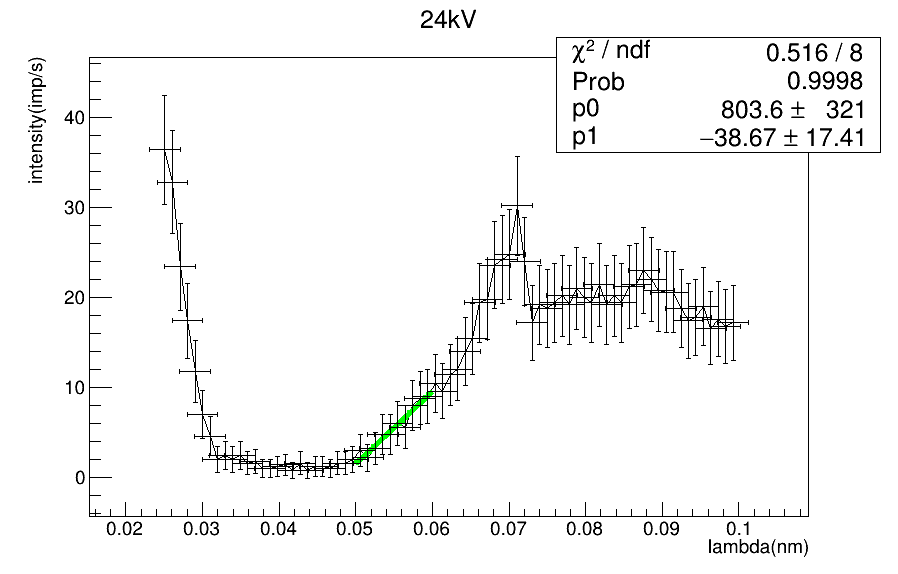 24kV
χ² / ndf 0.516 / 8
Prob 0.9998
p0 803.6 ± 321
p1 −38.67 ± 17.41
intensity(imp/s)
40
30
20
10
0
0.02 0.03 0.04 0.05 0.06 0.07 0.08 0.09 0.1
lambda(nm)